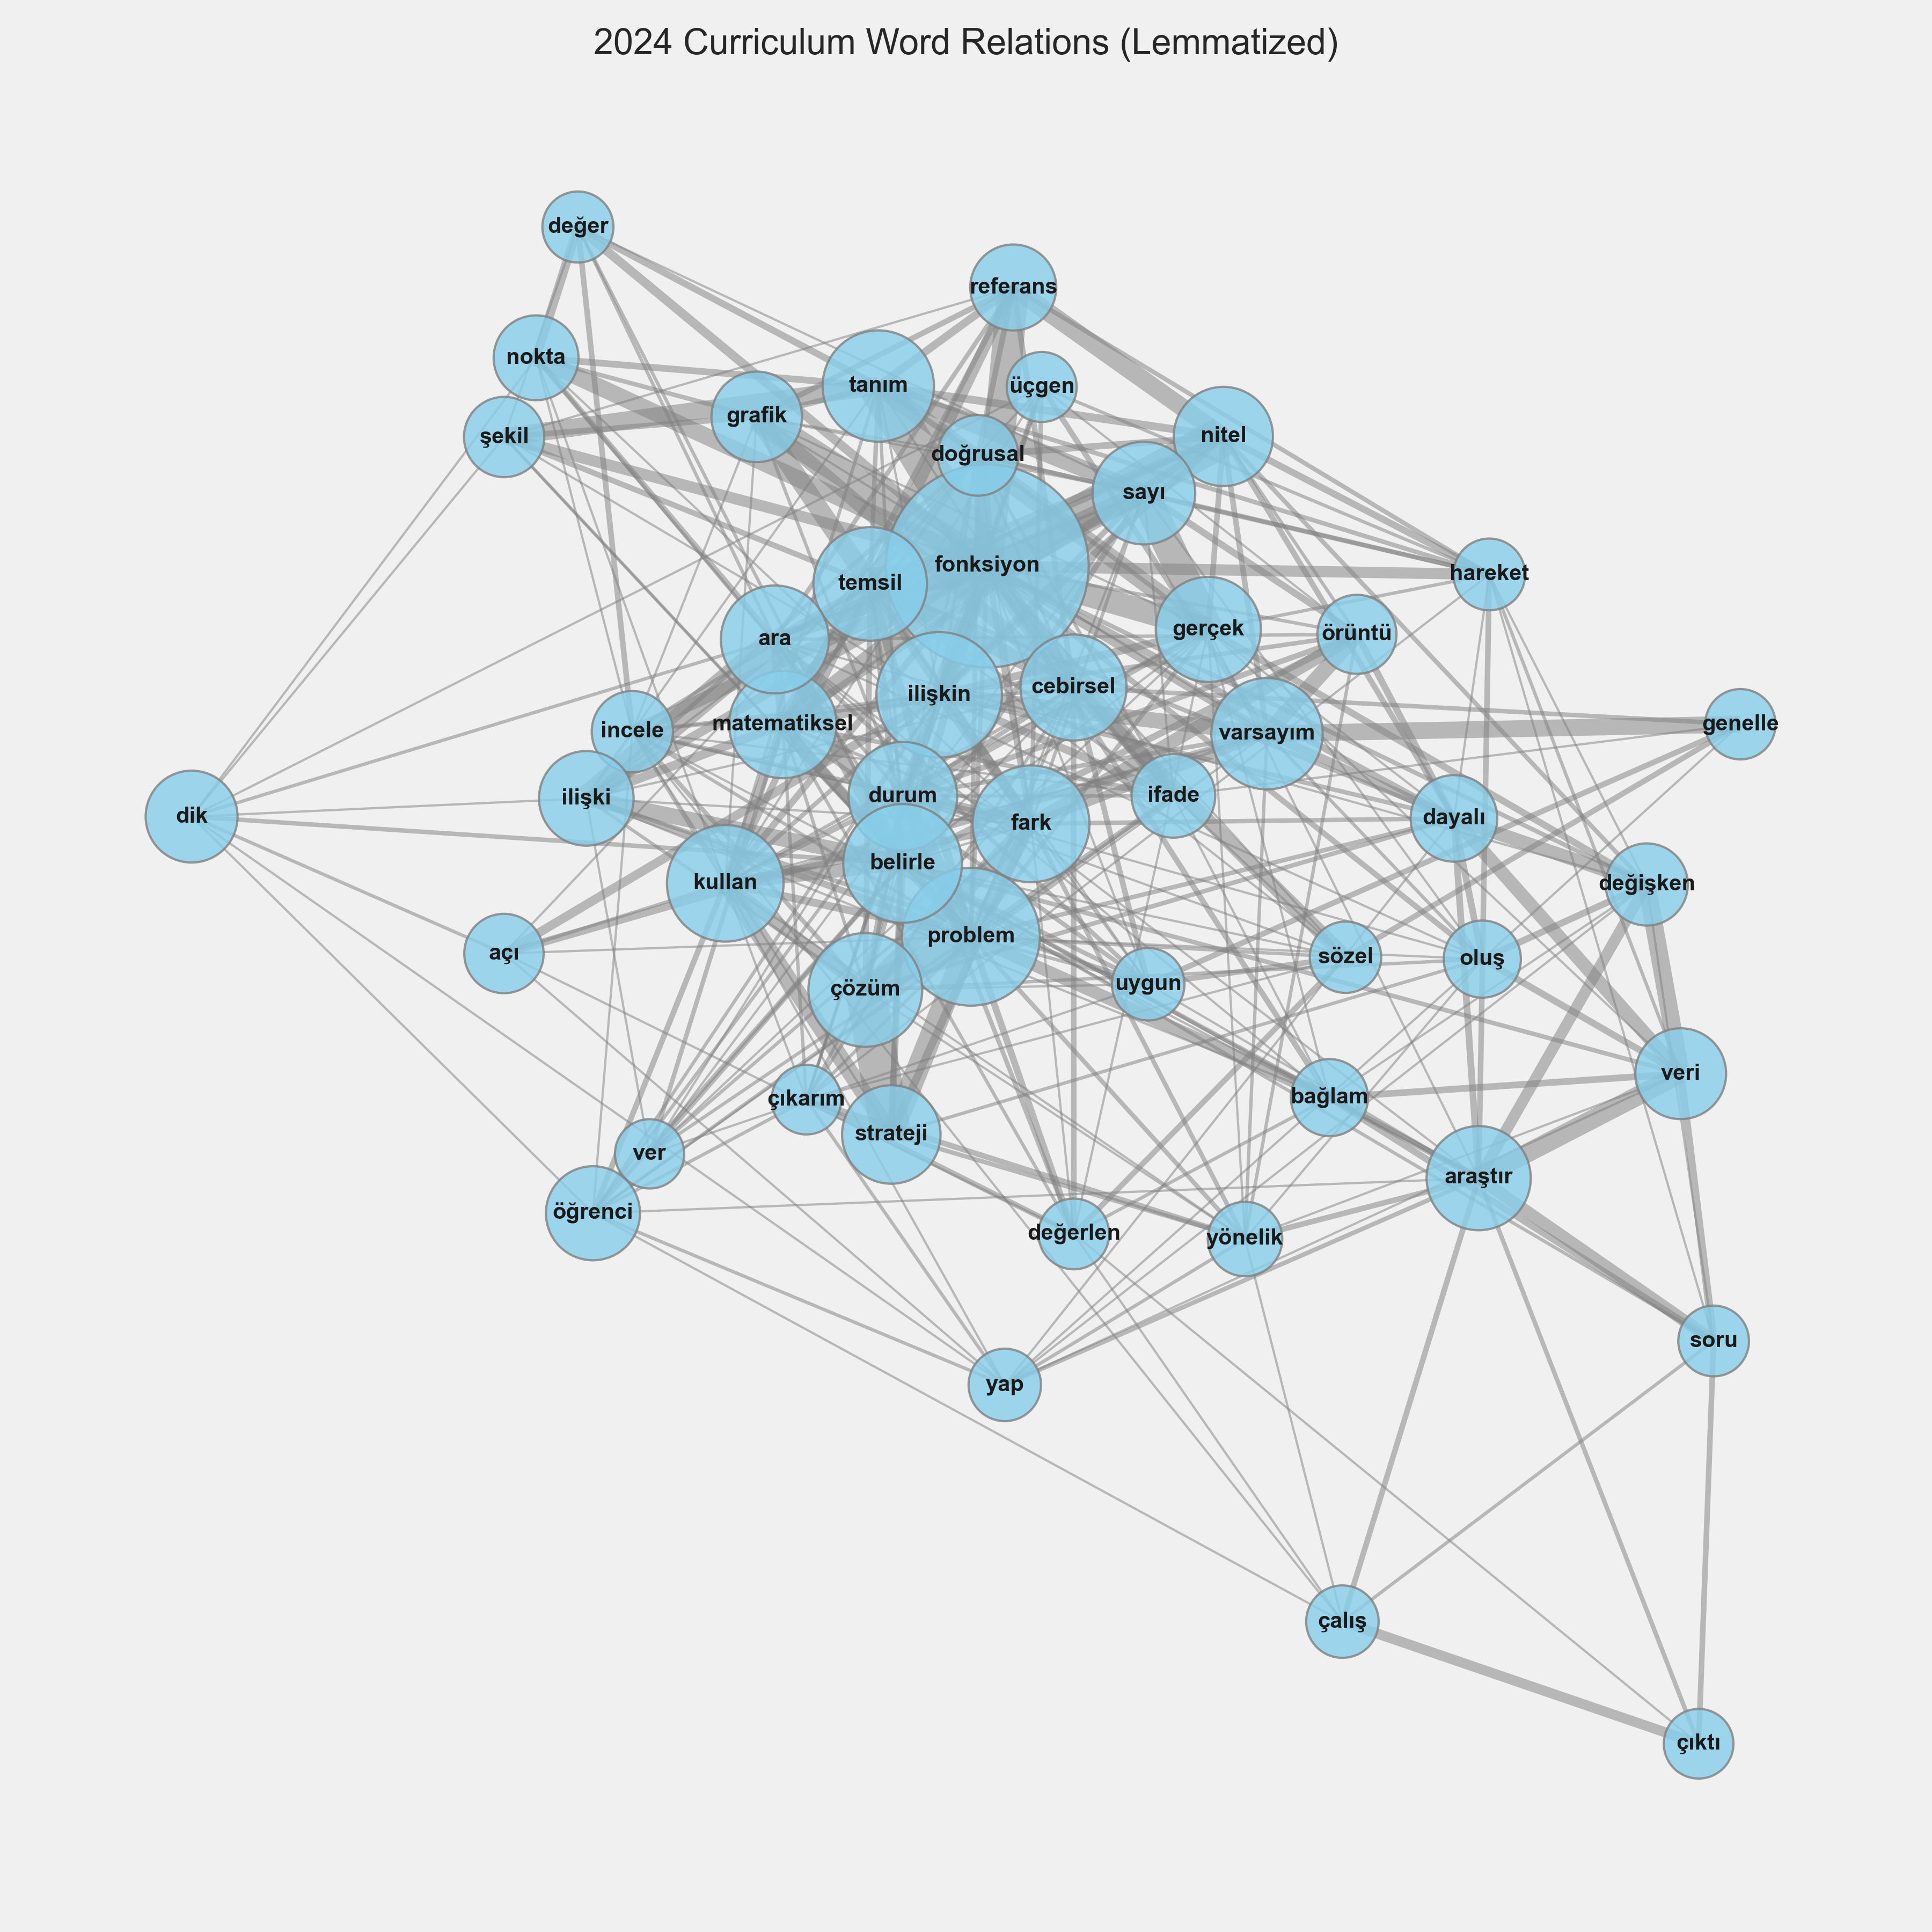 2024 Curriculum Word Relations (Lemmatized)
değer
referans
nokta
tanım
üçgen
grafik
şekil
nitel
doğrusal
sayı
fonksiyon
hareket
temsil
gerçek
örüntü
ara
cebirsel
ilişkin
matematiksel
genelle
incele
varsayım
durum
ifade
ilişki
dik
dayalı
fark
belirle
kullan
değişken
problem
açı
sözel
oluş
uygun
çözüm
veri
bağlam
çıkarım
strateji
ver
araştır
öğrenci
değerlen
yönelik
soru
yap
çalış
çıktı